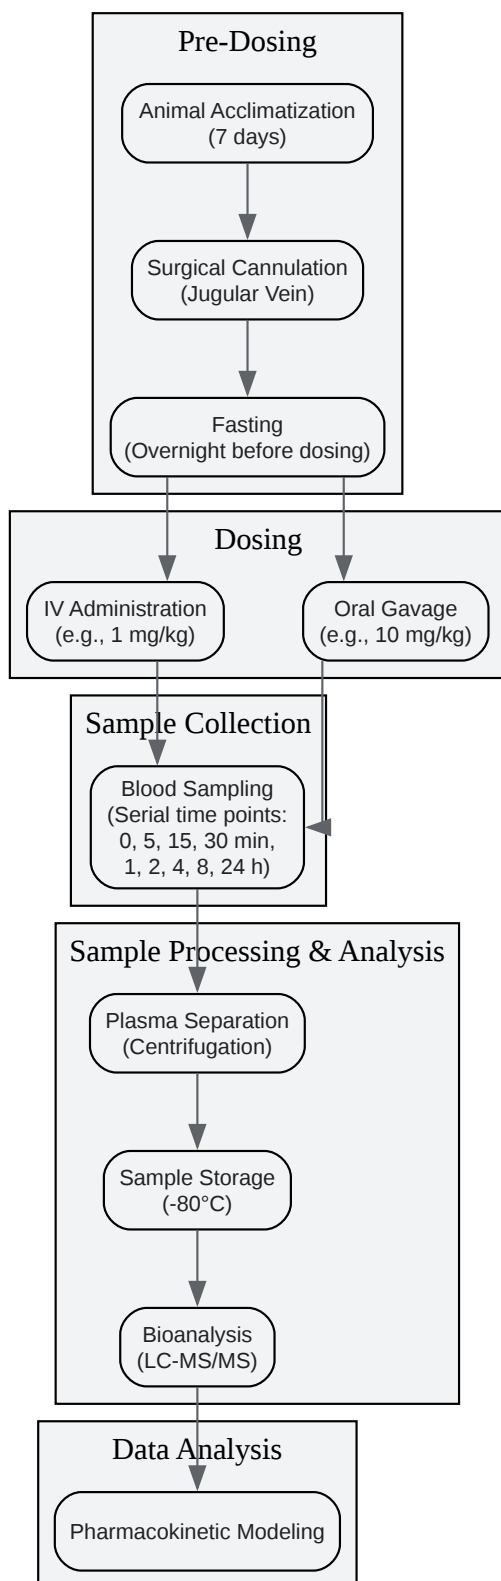 Pre-Dosing
Animal Acclimatization
(7 days)
Surgical Cannulation
(Jugular Vein)
Fasting
(Overnight before dosing)
Dosing
IV Administration
(e.g., 1 mg/kg)
Oral Gavage
(e.g., 10 mg/kg)
Sample Collection
Blood Sampling
(Serial time points:
0, 5, 15, 30 min,
1, 2, 4, 8, 24 h)
Sample Processing & Analysis
Plasma Separation
(Centrifugation)
Sample Storage
(-80°C)
Bioanalysis
(LC-MS/MS)
Data Analysis
Pharmacokinetic Modeling